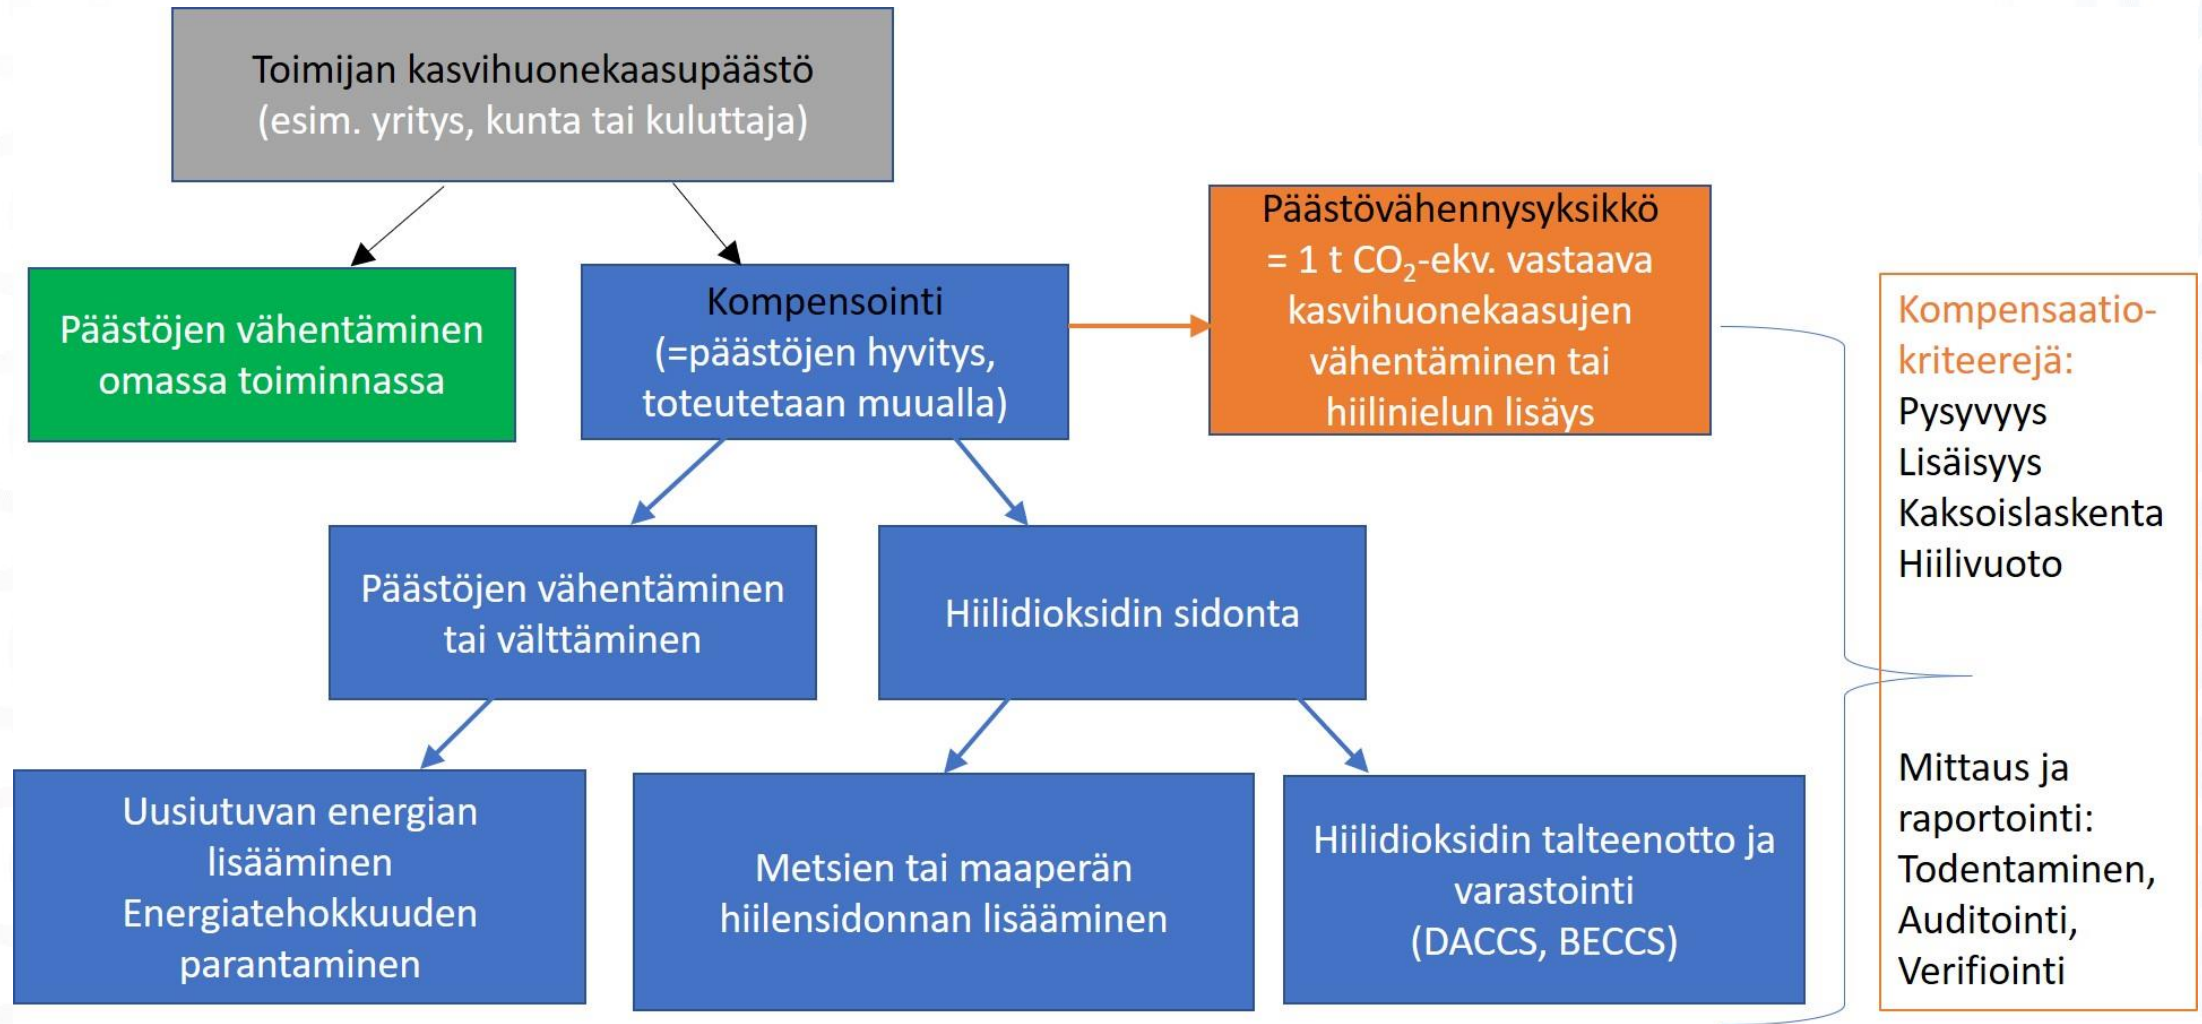 Toimijan kasvihuonekaasupäästö
(esim. yritys, kunta tai kuluttaja)
Päästöjen vähentäminen
omassa toiminnassa
Kompensointi
(=päästöjen hyvitys,
toteutetaan muualla)
Päästövähennysyksikkö
= 1 t CO₂-ekv. vastaava
kasvihuonekaasujen
vähentäminen tai
hiilinielun lisäys
Päästöjen vähentäminen
tai välttäminen
Hiilidioksidin sidonta
Uusiutuvan energian
lisääminen
Energiatehokkuuden
parantaminen
Metsien tai maaperän
hiilensidonnan lisääminen
Hiilidioksidin talteenotto ja
varastointi
(DACCS, BECCS)
Kompensaatio-
kriteerejä:
Pysyvyys
Lisäisyys
Kaksoislaskenta
Hiilivuoto
Mittaus ja
raportointi:
Todentaminen,
Auditointi,
Verifiointi